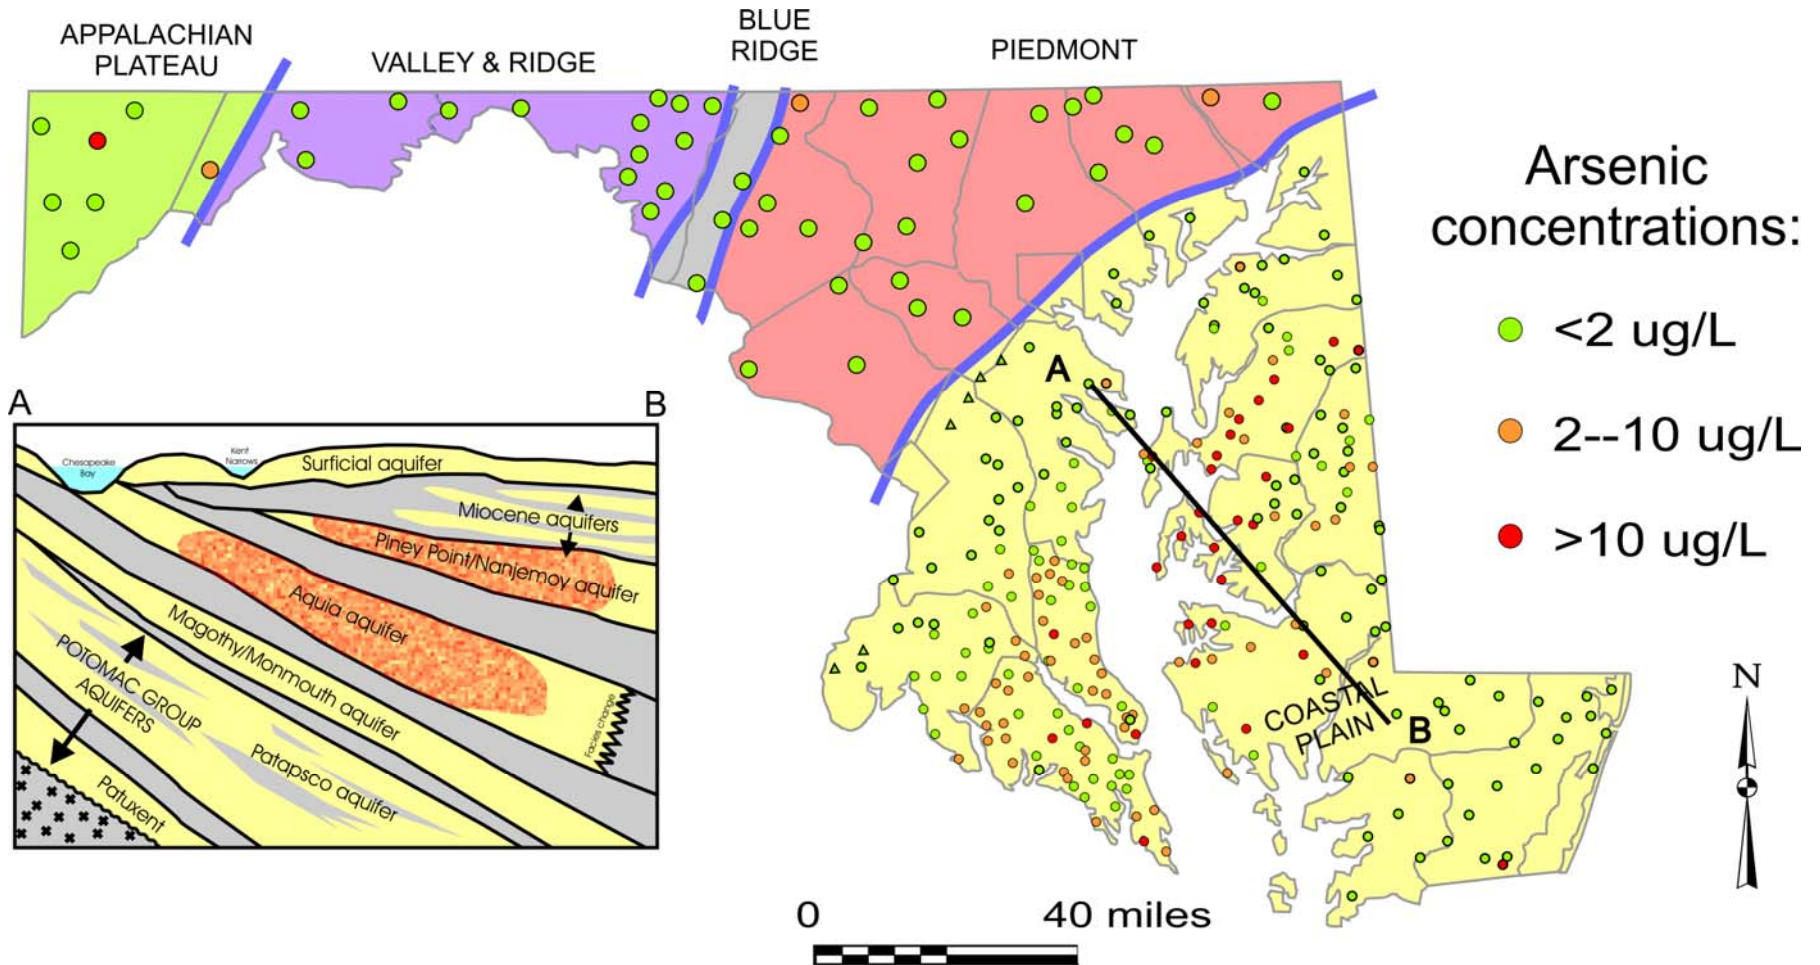 APPALACHIAN
PLATEAU
VALLEY & RIDGE
BLUE
RIDGE
PIEDMONT
Arsenic
concentrations:
<2 ug/L
2--10 ug/L
>10 ug/L
A
B
COASTAL
PLAIN
N
0
40 miles
A
B
Chesapeake
Bay
Kent
Narrows
Surficial aquifer
Miocene aquifers
Piney Point/Nanjemoy aquifer
Aquia aquifer
Magothy/Monmouth aquifer
POTOMAC GROUP
AQUIFERS
Patapsco aquifer
Patuxent
Facies change